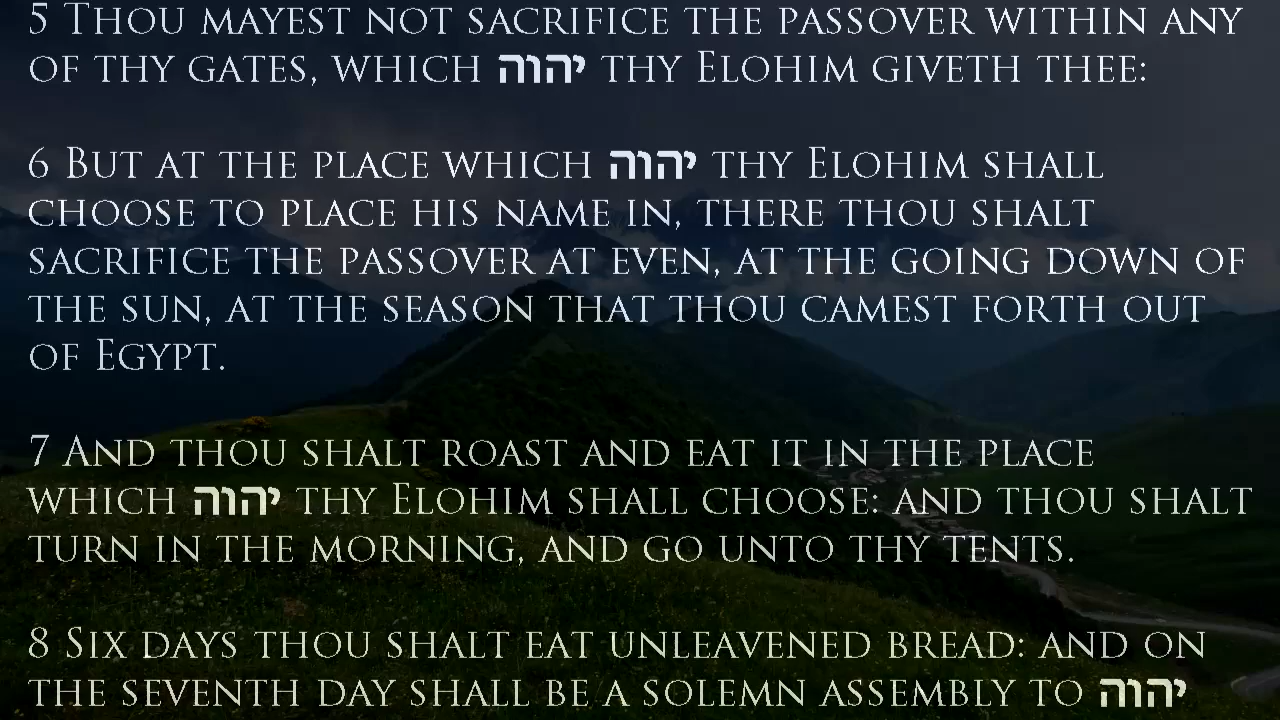 5 Thou mayest not sacrifice the passover within any
of thy gates, which יהוה thy Elohim giveth thee:
6 But at the place which יהוה thy Elohim shall
choose to place his name in, there thou shalt
sacrifice the passover at even, at the going down of
the sun, at the season that thou camest forth out
of Egypt.
7 And thou shalt roast and eat it in the place
which יהוה thy Elohim shall choose: and thou shalt
turn in the morning, and go unto thy tents.
8 Six days thou shalt eat unleavened bread: and on
the seventh day shall be a solemn assembly to יהוה